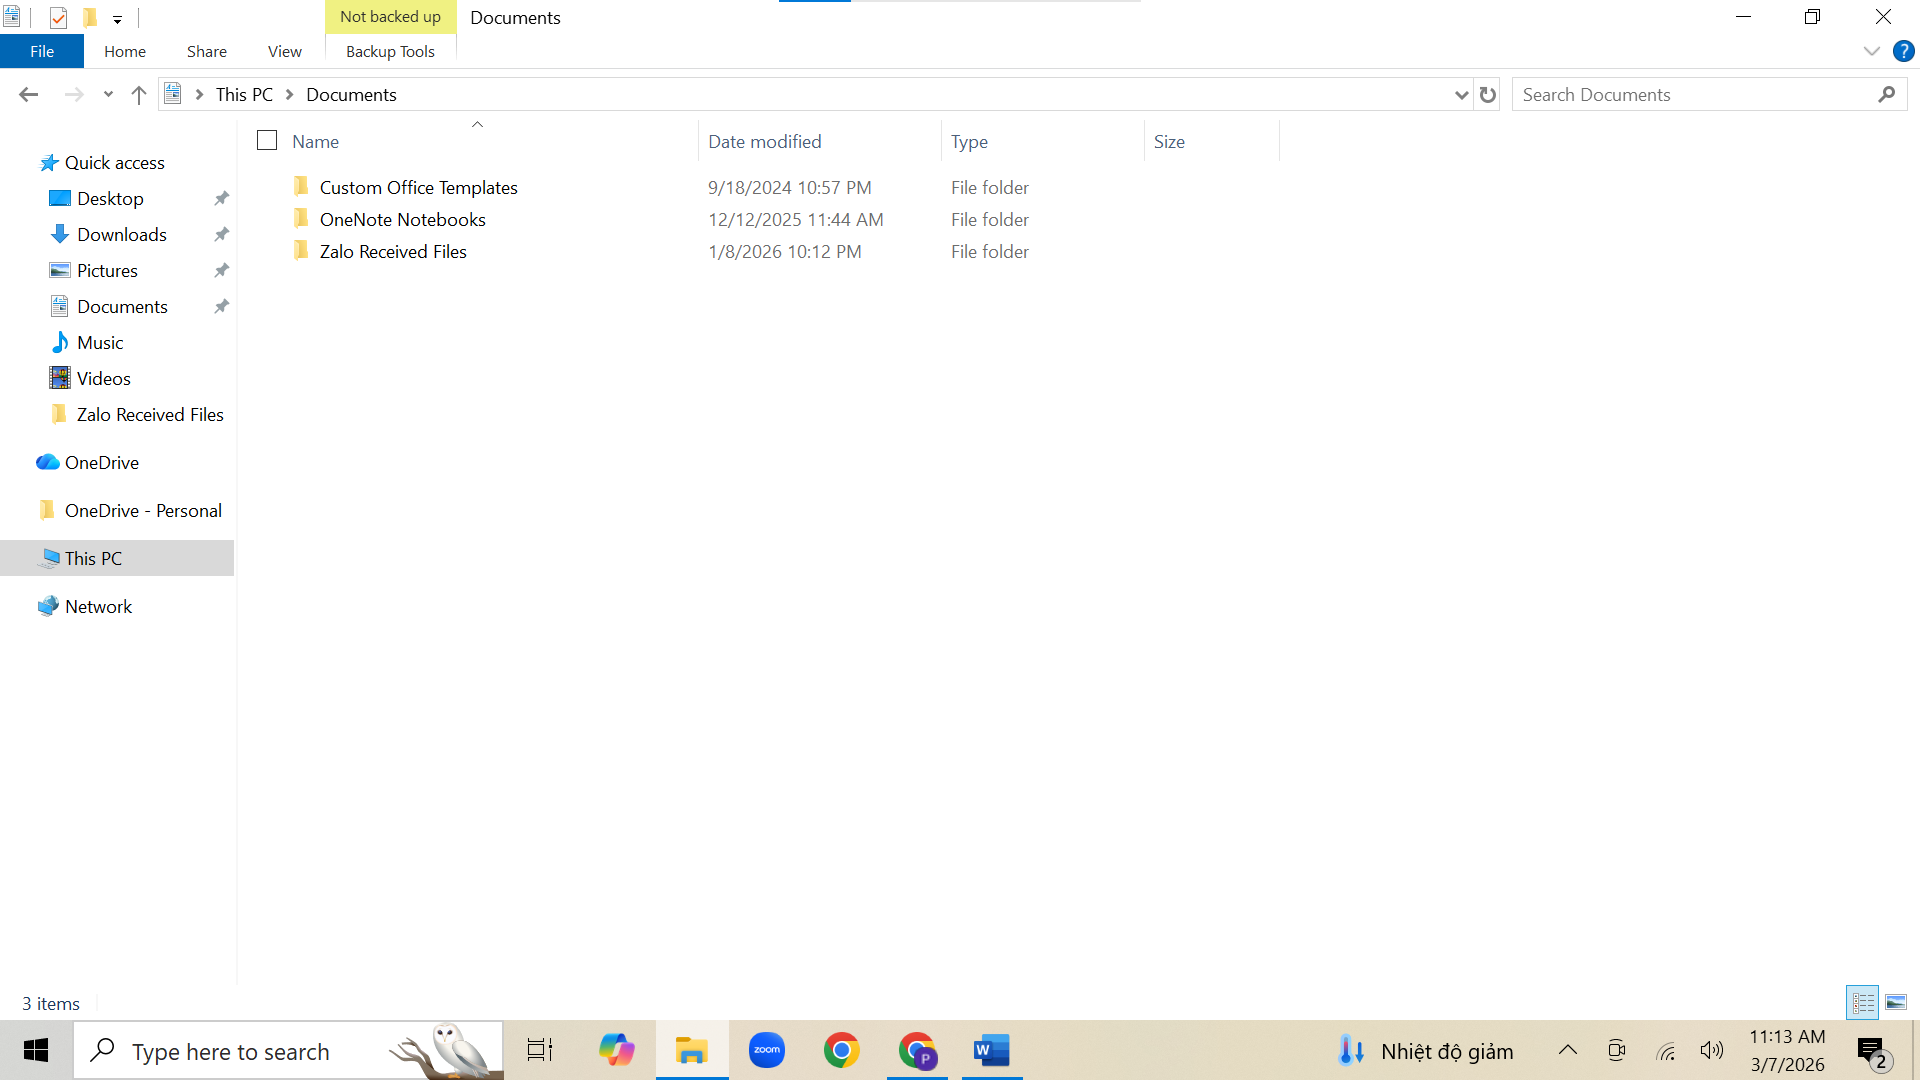 Not backed up
Documents
File
Home
Share
View
Backup Tools
?
This PC
Documents
Search Documents
Name
Date modified
Type
Size
Quick access
Desktop
Downloads
Pictures
Documents
Music
Videos
Zalo Received Files
OneDrive
OneDrive - Personal
This PC
Network
Custom Office Templates 9/18/2024 10:57 PM File folder
OneNote Notebooks 12/12/2025 11:44 AM File folder
Zalo Received Files 1/8/2026 10:12 PM File folder
3 items
Type here to search
zoom
P
W
Nhiệt độ giảm
11:13 AM
3/7/2026
2